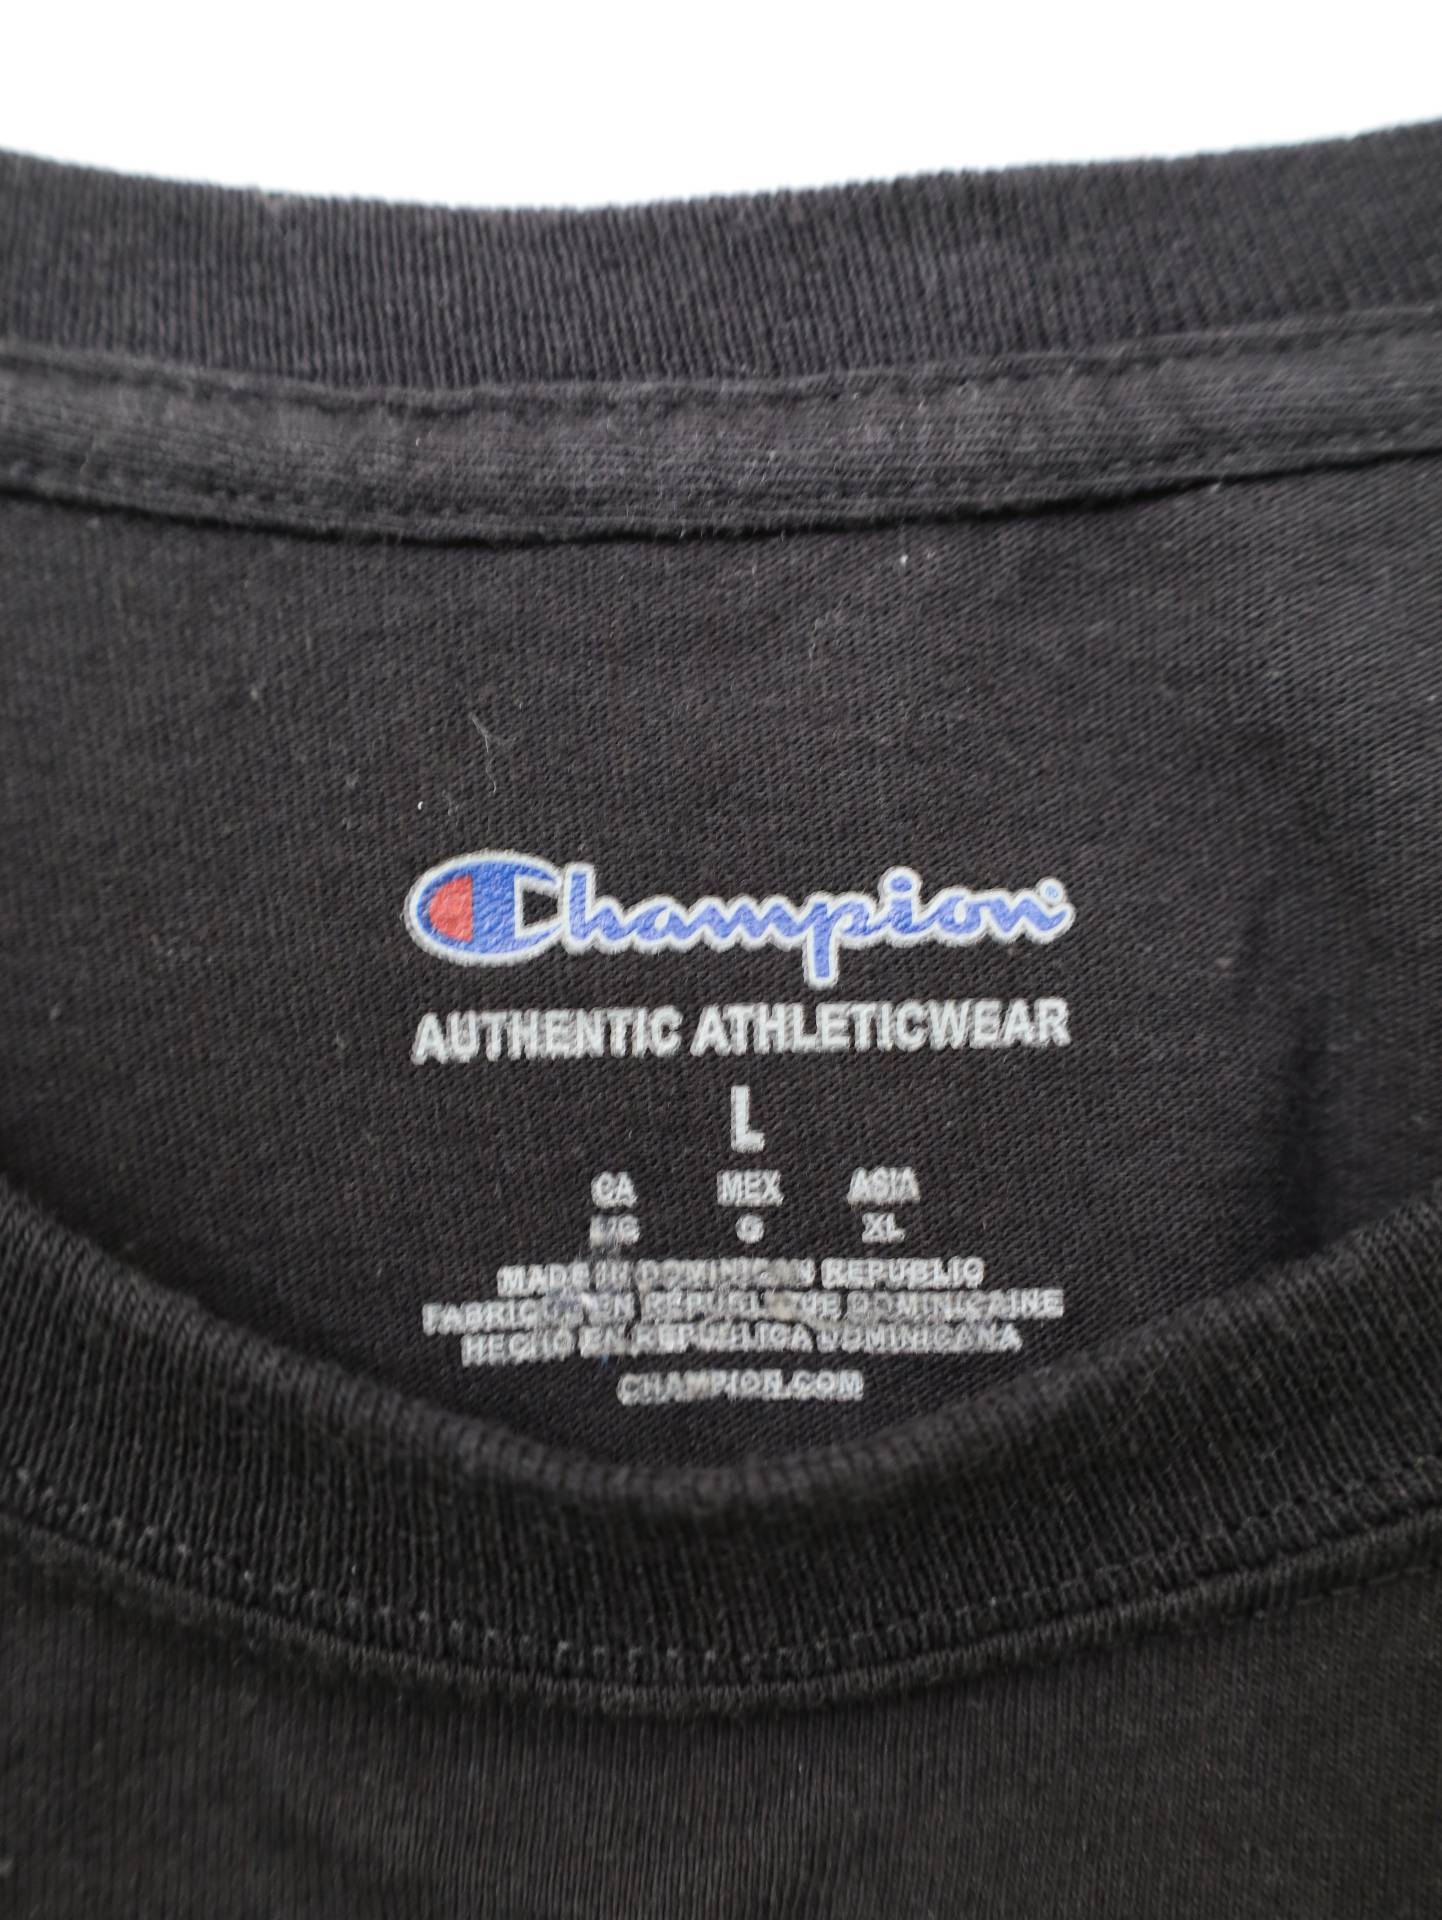 Champion®
AUTHENTIC ATHLETICWEAR
L
CA MEX ASIA
L/G G XL
MADE IN DOMINICAN REPUBLIC
FABRIQUÉ EN REPUBLIQUE DOMINICAINE
HECHO EN REPUBLICA DOMINICANA
CHAMPION.COM